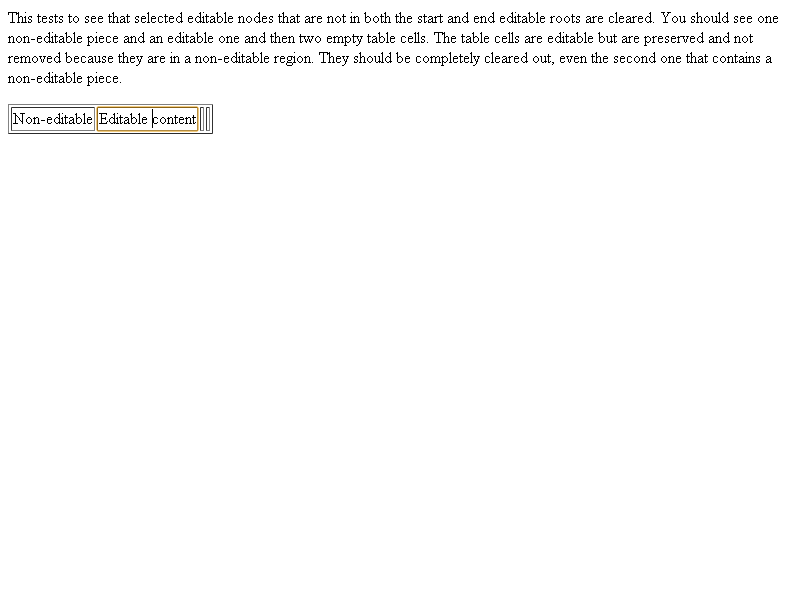 This tests to see that selected editable nodes that are not in both the start and end editable roots are cleared. You should see one
non-editable piece and an editable one and then two empty table cells. The table cells are editable but are preserved and not
removed because they are in a non-editable region. They should be completely cleared out, even the second one that contains a
non-editable piece.
Non-editable Editable content